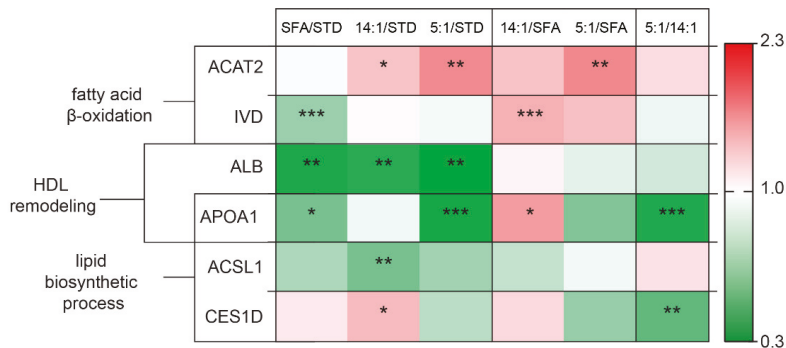 SFA/STD 14:1/STD 5:1/STD 14:1/SFA 5:1/SFA 5:1/14:1
fatty acid
β-oxidation
ACAT2 * ** **
IVD *** ***
HDL
remodeling
ALB ** ** **
APOA1 * *** * ***
lipid
biosynthetic
process
ACSL1 **
CES1D * **
2.3
1.0
0.3